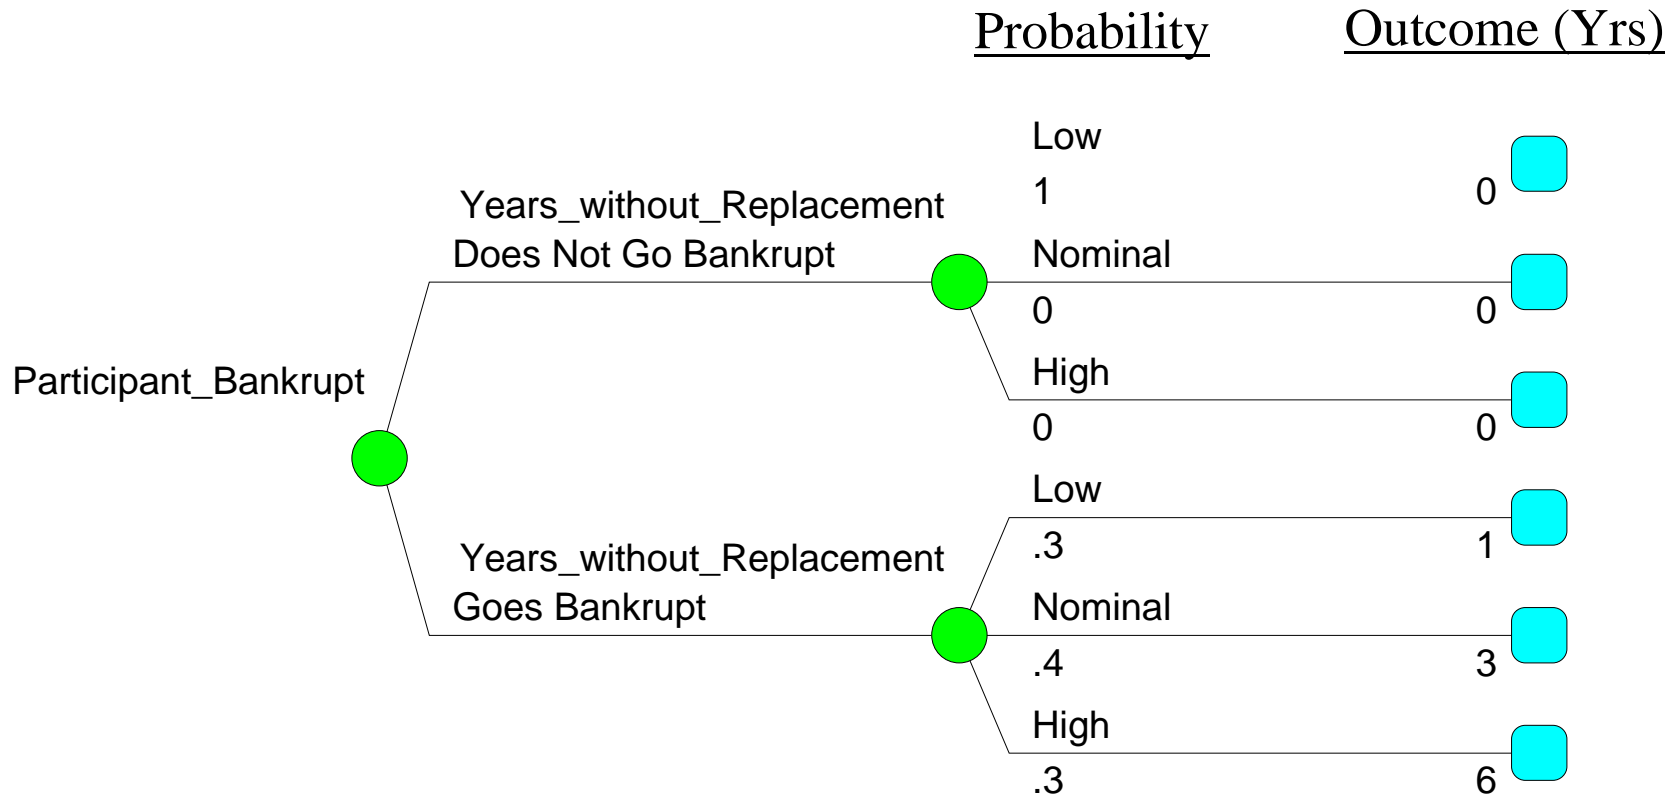 Probability Outcome (Yrs)
Low
1 0
Years_without_Replacement
Does Not Go Bankrupt Nominal
0 0
Participant_Bankrupt High
0 0
Low
.3 1
Years_without_Replacement
Goes Bankrupt Nominal
.4 3
High
.3 6